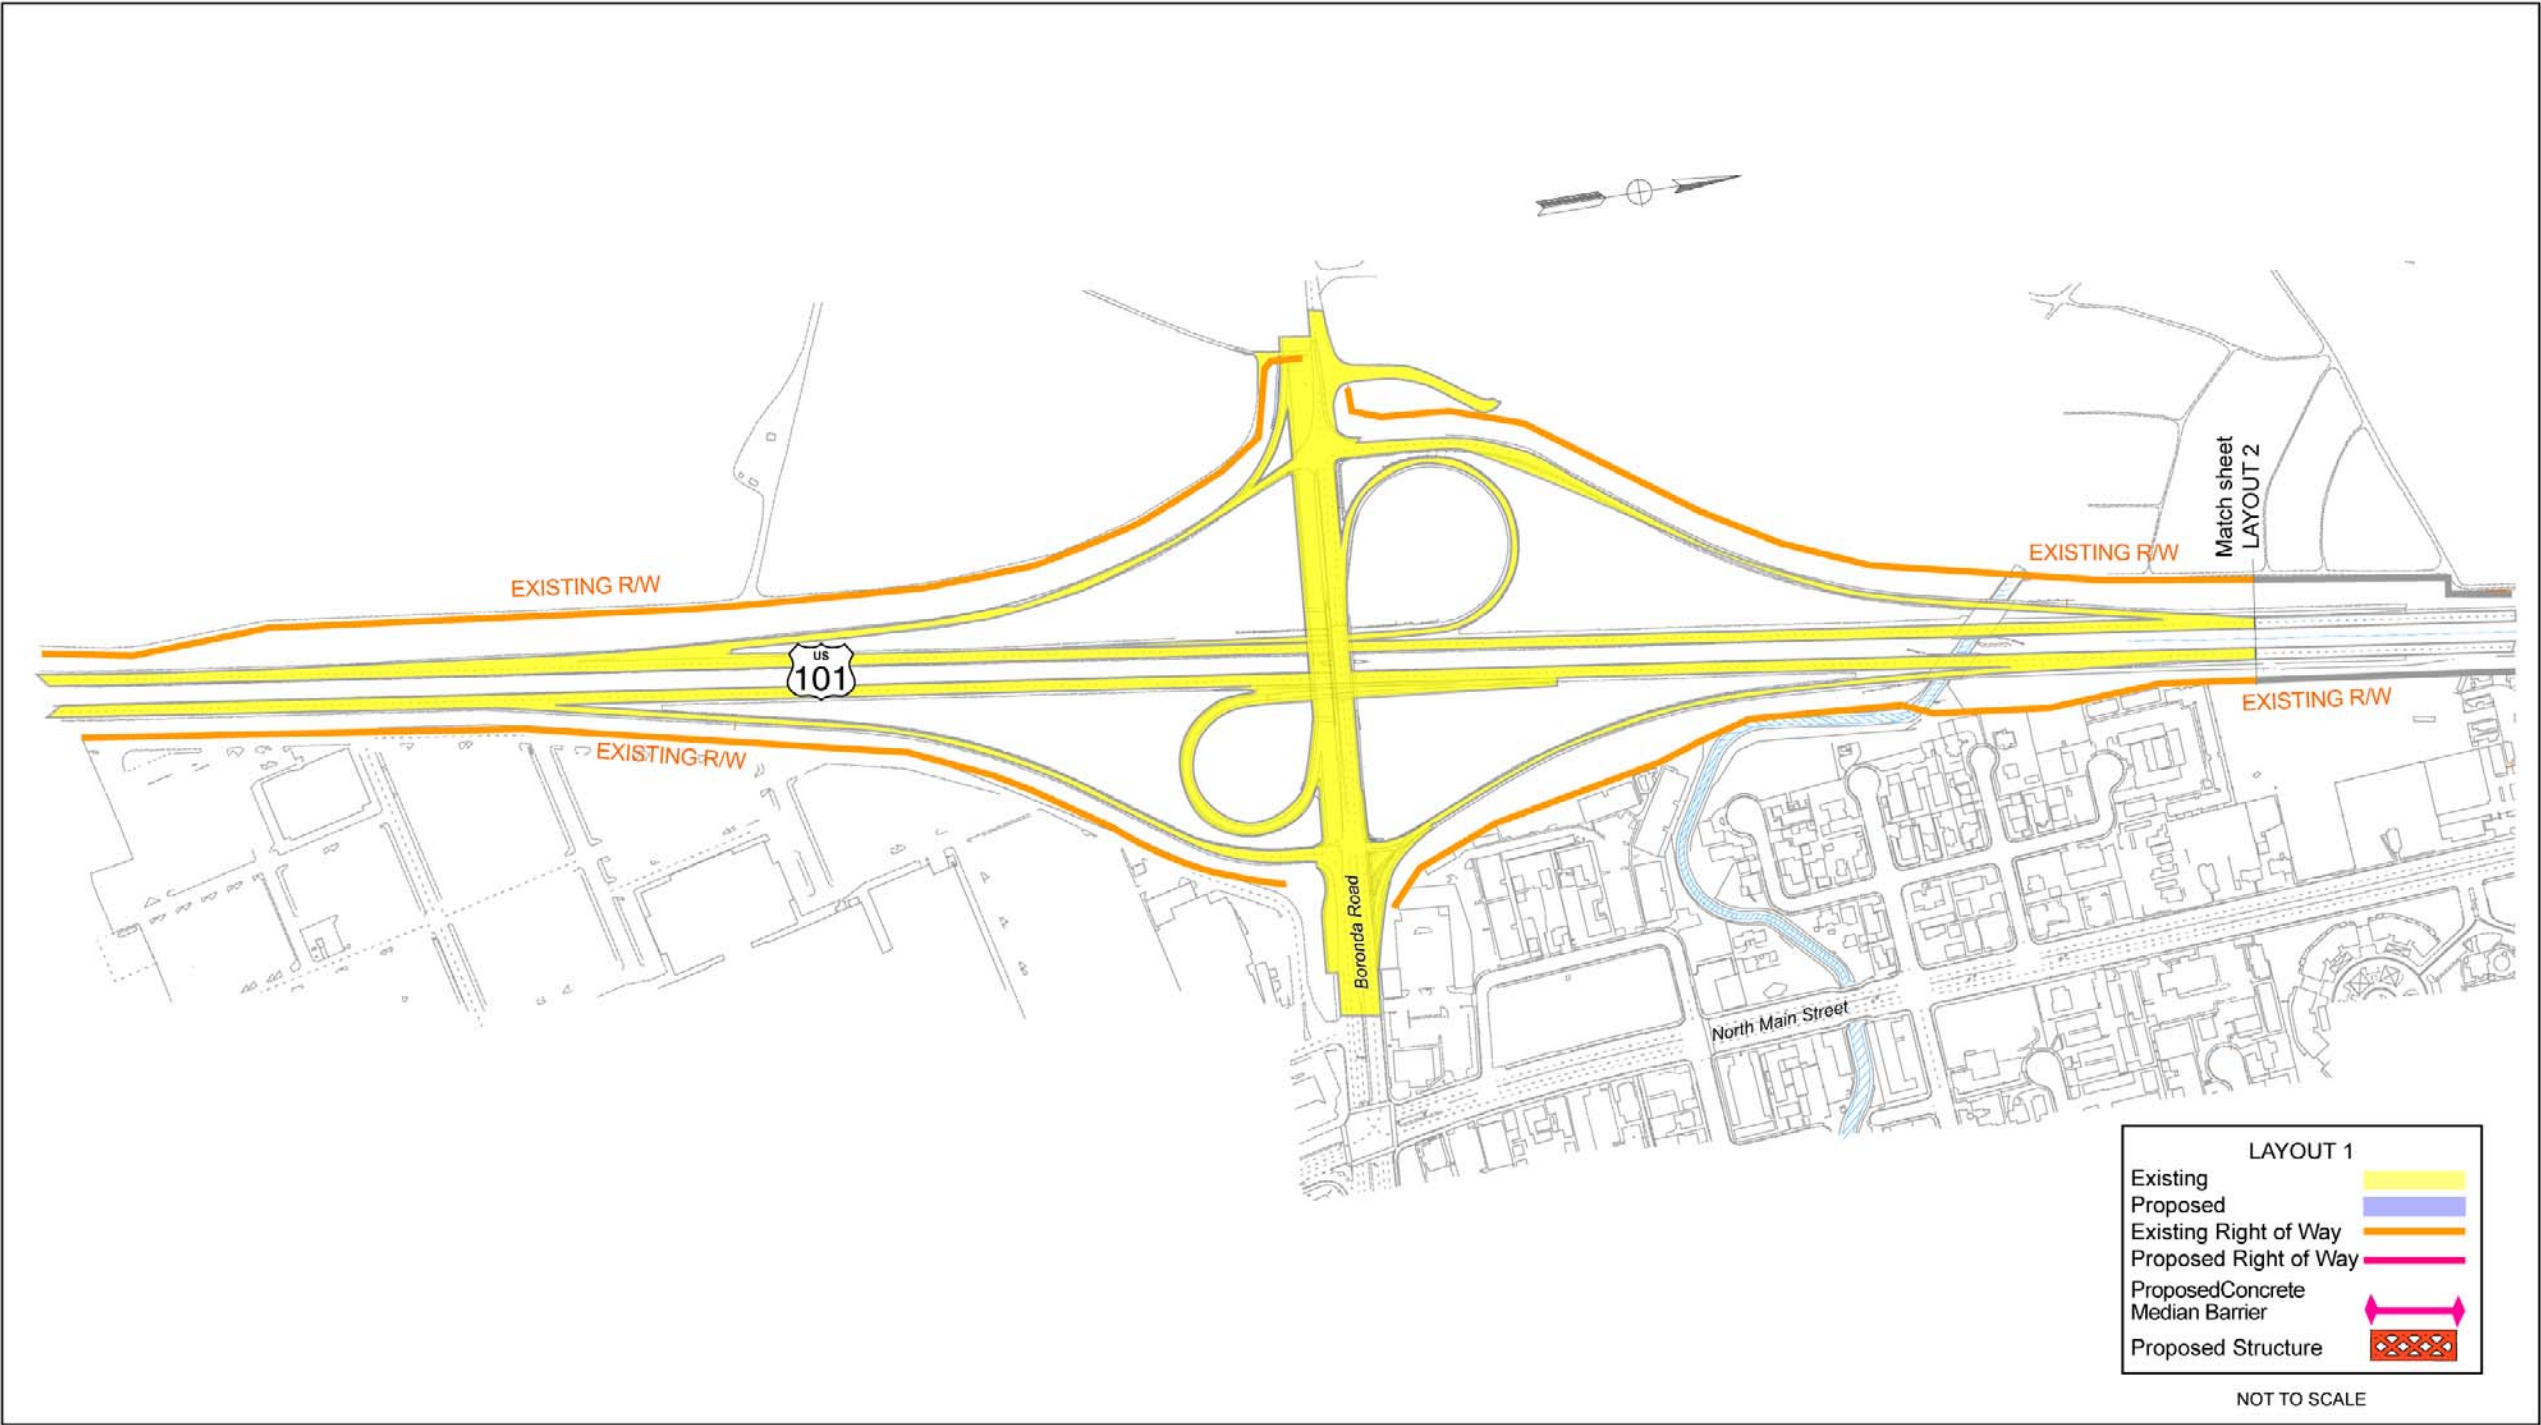 Match sheet
LAYOUT 2
EXISTING R/W
EXISTING R/W
US
101
EXISTING R/W
EXISTING R/W
Boronda Road
North Main Street
LAYOUT 1
Existing
Proposed
Existing Right of Way
Proposed Right of Way
ProposedConcrete
Median Barrier
Proposed Structure
NOT TO SCALE